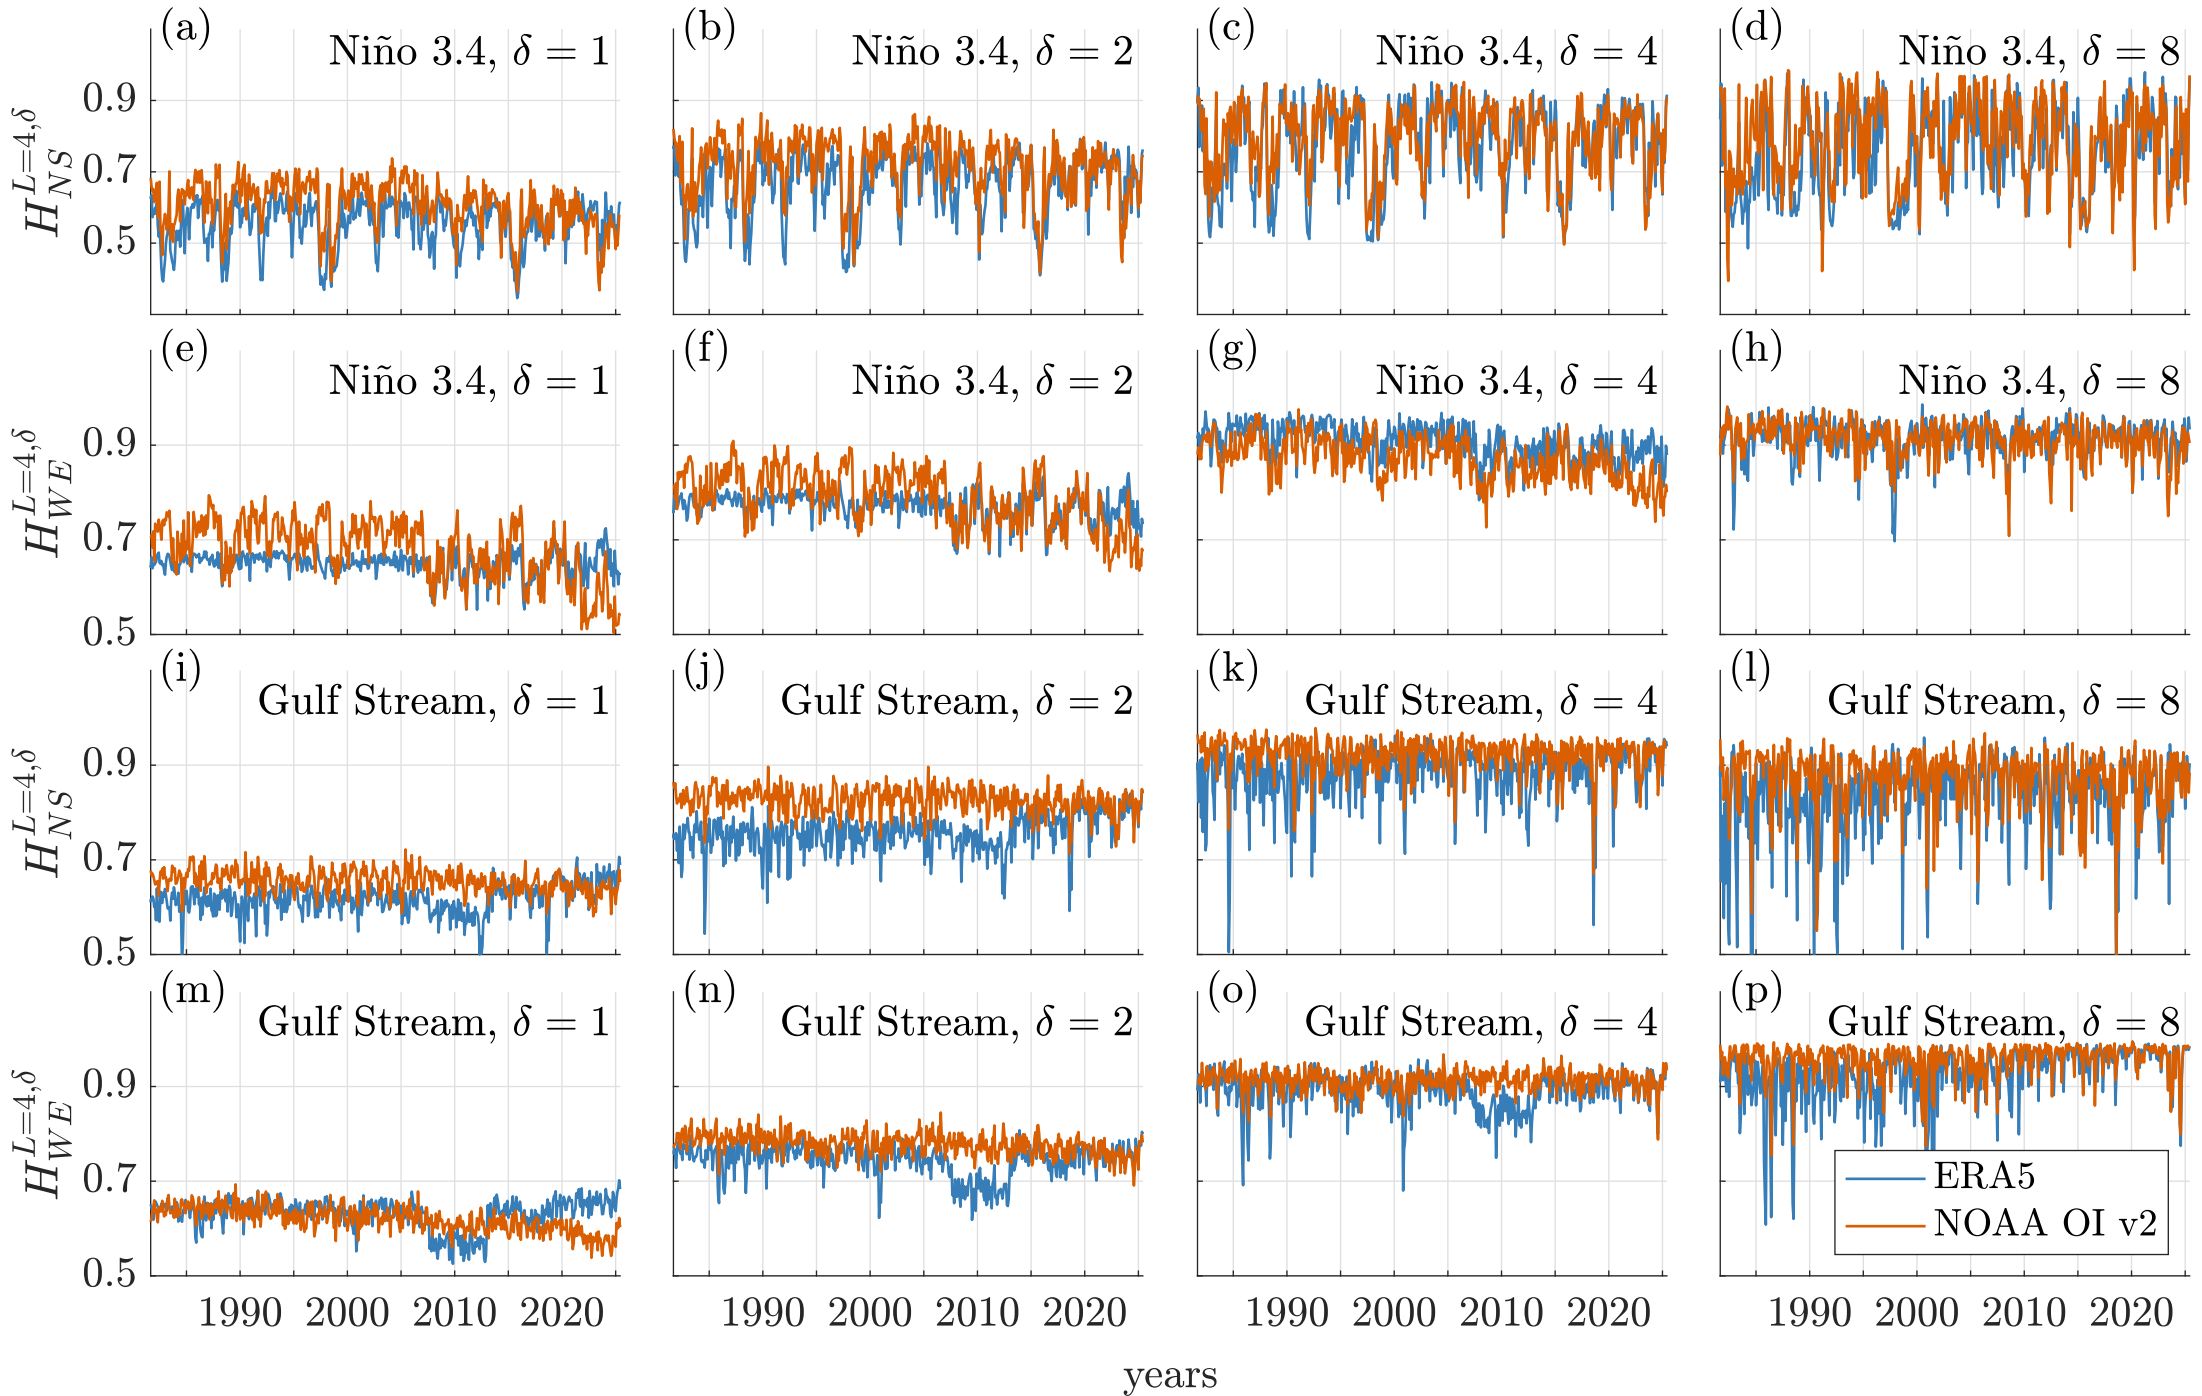 (a) Niño 3.4, δ = 1
(b) Niño 3.4, δ = 2
(c) Niño 3.4, δ = 4
(d) Niño 3.4, δ = 8
H_{NS}^{L=4,δ}
0.9
0.7
0.5
(e) Niño 3.4, δ = 1
(f) Niño 3.4, δ = 2
(g) Niño 3.4, δ = 4
(h) Niño 3.4, δ = 8
H_{WE}^{L=4,δ}
0.9
0.7
0.5
(i) Gulf Stream, δ = 1
(j) Gulf Stream, δ = 2
(k) Gulf Stream, δ = 4
(l) Gulf Stream, δ = 8
H_{NS}^{L=4,δ}
0.9
0.7
0.5
(m) Gulf Stream, δ = 1
(n) Gulf Stream, δ = 2
(o) Gulf Stream, δ = 4
(p) Gulf Stream, δ = 8
H_{WE}^{L=4,δ}
0.9
0.7
0.5
ERA5
NOAA OI v2
1990 2000 2010 2020
1990 2000 2010 2020
1990 2000 2010 2020
1990 2000 2010 2020
years